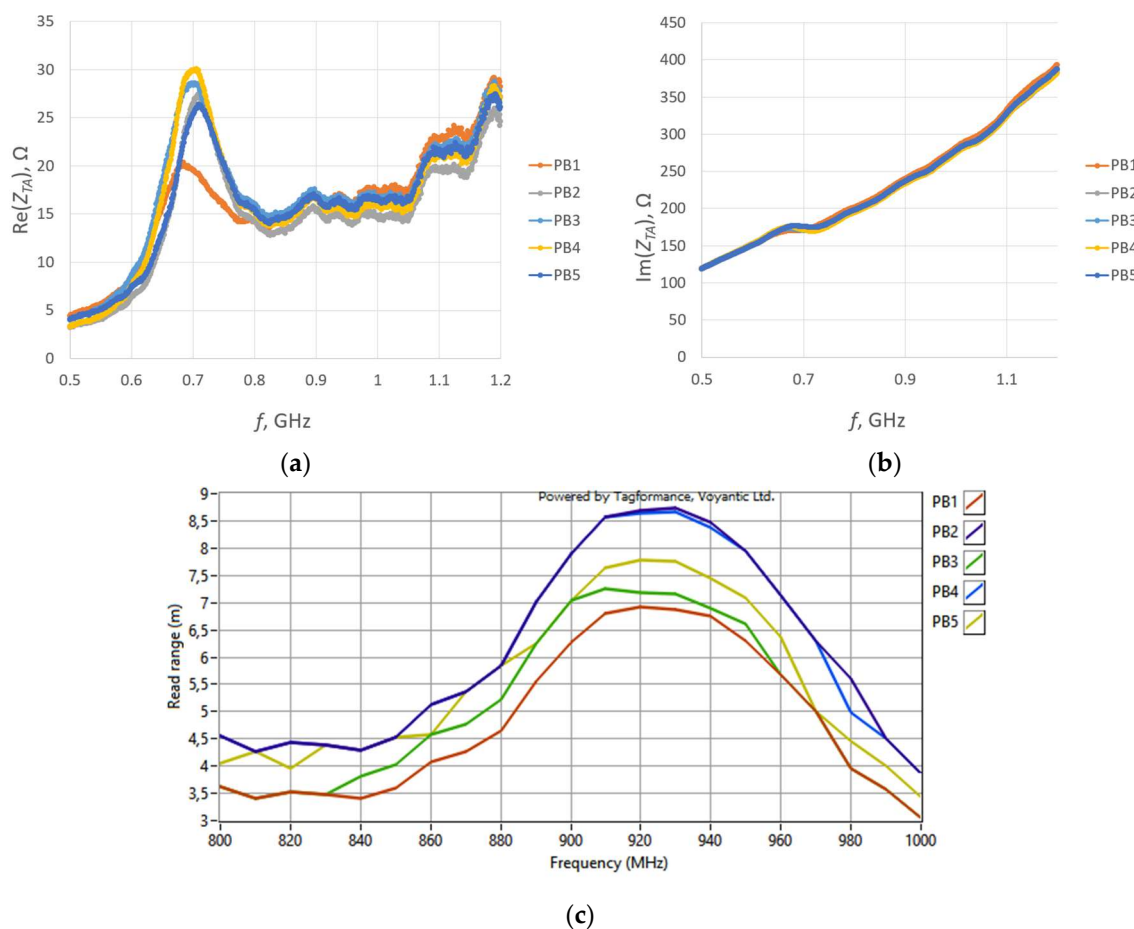 Re(Z_TA), Ω
35
30
25
20
15
10
5
0
0.5 0.6 0.7 0.8 0.9 1 1.1 1.2
f, GHz
PB1
PB2
PB3
PB4
PB5
(a)
Im(Z_TA), Ω
450
400
350
300
250
200
150
100
50
0
0.5 0.7 0.9 1.1
f, GHz
PB1
PB2
PB3
PB4
PB5
(b)
Powered by Tagformance, Voyantic Ltd.
Read range (m)
9
8,5
8
7,5
7
6,5
6
5,5
5
4,5
4
3,5
3
800 820 840 860 880 900 920 940 960 980 1000
Frequency (MHz)
PB1
PB2
PB3
PB4
PB5
(c)